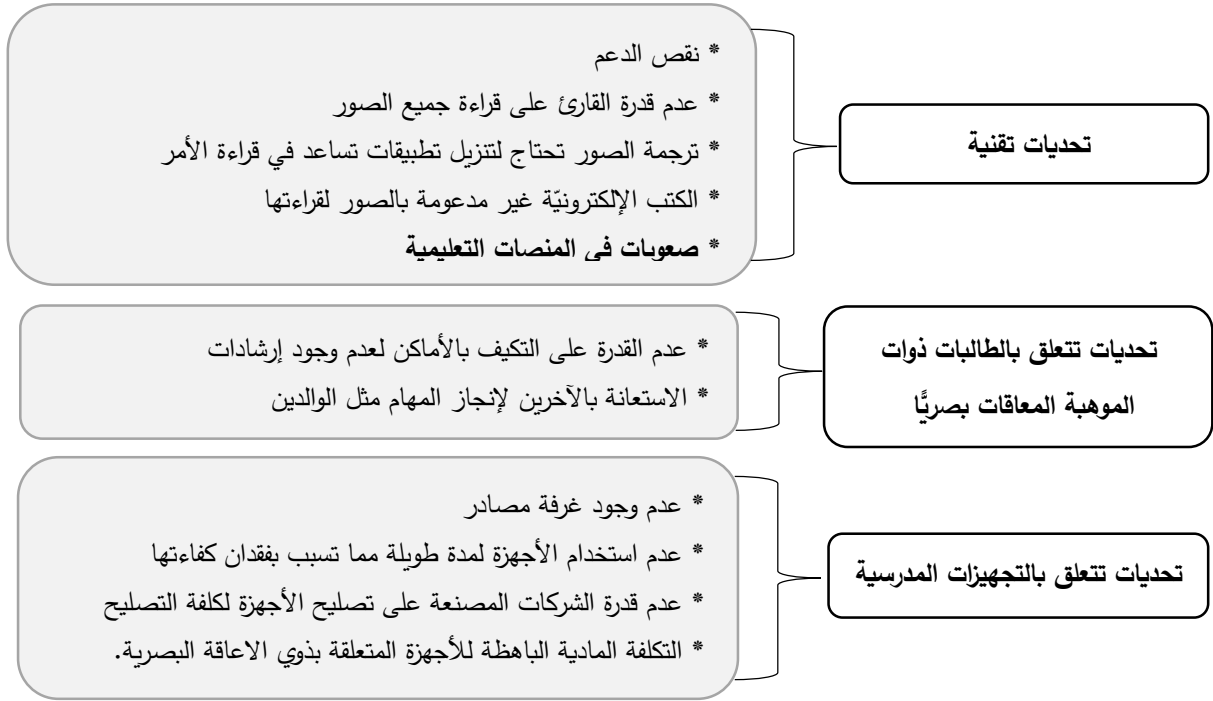 تحديات تقنية
* نقص الدعم
* عدم قدرة القارئ على قراءة جميع الصور
* ترجمة الصور تحتاج لتنزيل تطبيقات تساعد في قراءة الأمر
* الكتب الإلكترونيّة غير مدعومة بالصور لقراءتها
* صعوبات في المنصات التعليمية
تحديات تتعلق بالطالبات ذوات
الموهبة المعاقات بصريًّا
* عدم القدرة على التكيف بالأماكن لعدم وجود إرشادات
* الاستعانة بالآخرين لإنجاز المهام مثل الوالدين
تحديات تتعلق بالتجهيزات المدرسية
* عدم وجود غرفة مصادر
* عدم استخدام الأجهزة لمدة طويلة مما تسبب بفقدان كفاءتها
* عدم قدرة الشركات المصنعة على تصليح الأجهزة لكلفة التصليح
* التكلفة المادية الباهظة للأجهزة المتعلقة بذوي الاعاقة البصرية.